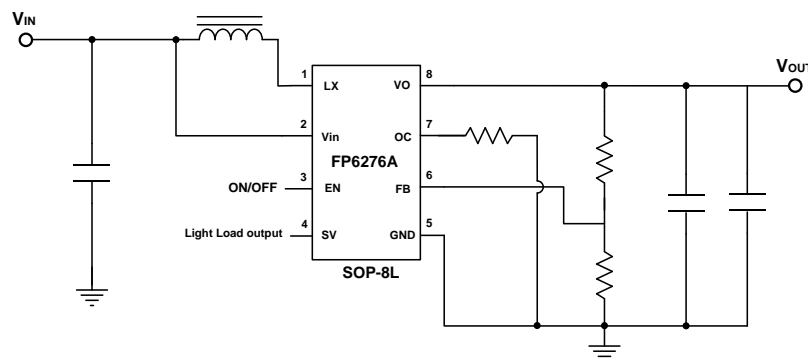 VIN
VOUT
1
LX
VO
8
2
Vin
OC
7
FP6276A
ON/OFF
3
EN
FB
6
Light Load output
4
SV
GND
5
SOP-8L